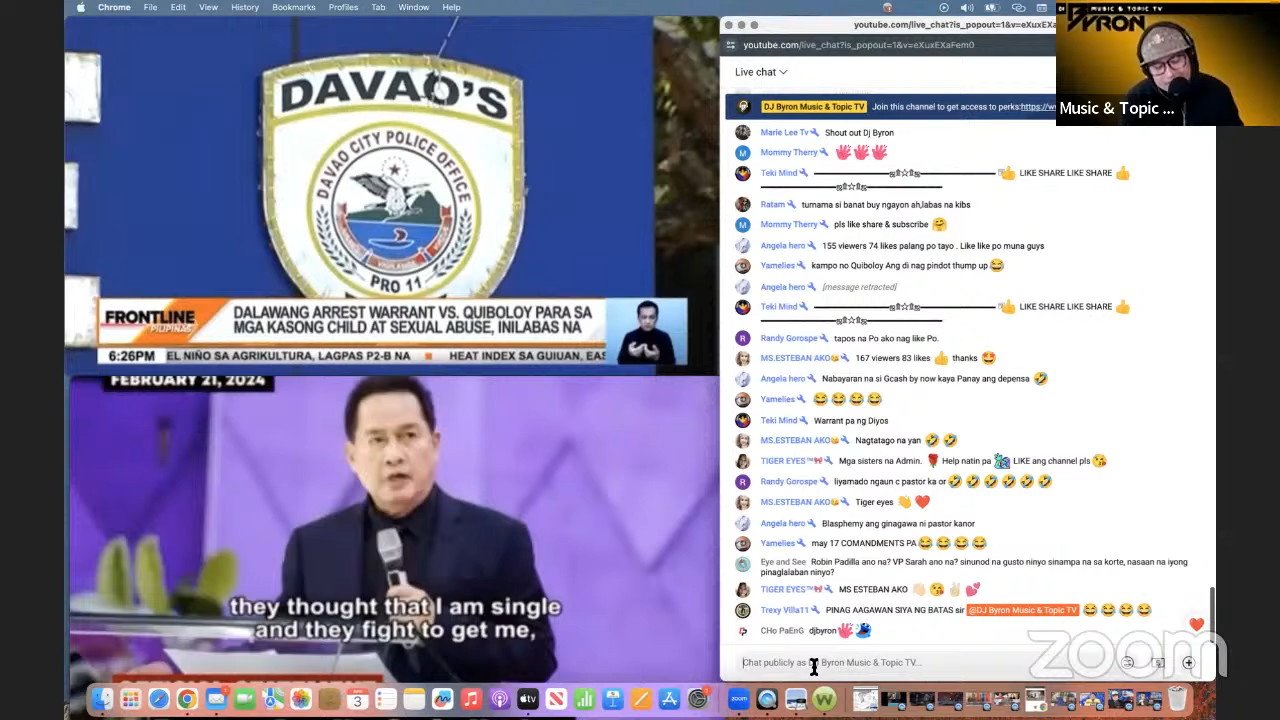 Chrome File Edit View History Bookmarks Profiles Tab Window Help
DAVAO'S
DAVAO CITY POLICE OFFICE
PRO 11
FRONTLINE
PILIPINAS
DALAWANG ARREST WARRANT VS. QUIBOLOY PARA SA
MGA KASONG CHILD AT SEXUAL ABUSE, INILABAS NA
6:26PM EL NIÑO SA AGRIKULTURA, LAGPAS P2-B NA HEAT INDEX SA GUIUAN, EAS
FEBRUARY 21, 2024
they thought that I am single
and they fight to get me,
youtube.com/live_chat?is_popout=1&v=eXuxEXa
youtube.com/live_chat?is_popout=1&v=eXuxEXaFem0
Live chat
DJ Byron Music & Topic TV Join this channel to get access to perks:
Marie Lee Tv Shout out Dj Byron
Mommy Therry 👋👋👋
Teki Mind LIKE SHARE LIKE SHARE 👍
Ratam tumama si banat buy ngayon ah,labas na kibs
Mommy Therry pls like share & subscribe 🤗
Angela hero 155 viewers 74 likes palang po tayo . Like like po muna guys
Yamelies kampo no Quiboloy Ang di nag pindot thump up😂
Angela hero [message retracted]
Teki Mind LIKE SHARE LIKE SHARE 👍
Randy Gorospe tapos na Po ako nag like Po.
MS.ESTEBAN AKO 167 viewers 83 likes 👍 thanks 🤩
Angela hero Nabayaran na si Gcash by now kaya Panay ang depensa 🤣
Yamelies 😂😂😂😂
Teki Mind Warrant pa ng Diyos
MS.ESTEBAN AKO Nagtatago na yan 🤣🤣
TIGER EYES™ Mga sisters na Admin. 🌹 Help natin pa LIKE ang channel pls 😘
Randy Gorospe liyamado ngaun c pastor ka or🤣🤣🤣🤣🤣🤣
MS.ESTEBAN AKO Tiger eyes 👋❤️
Angela hero Blasphemy ang ginagawa ni pastor kanor
Yamelies may 17 COMANDMENTS PA😂😂😂😂
Eye and See Robin Padilla ano na? VP Sarah ano na? sinunod na gusto ninyo sinampa na sa korte, nasaan na iyong
pinaglalaban ninyo?
TIGER EYES™ MS ESTEBAN AKO 👋🏻😘✌🏻💕
Trexy Villa11 PINAG AAGAWAN SIYA NG BATAS sir @DJ Byron Music & Topic TV 😂😂😂😂
CHo PaEnG djbyron
Chat publicly as Byron Music & Topic TV...
MUSIC & TOPIC TV
BYRON
Music & Topic ...
zoom